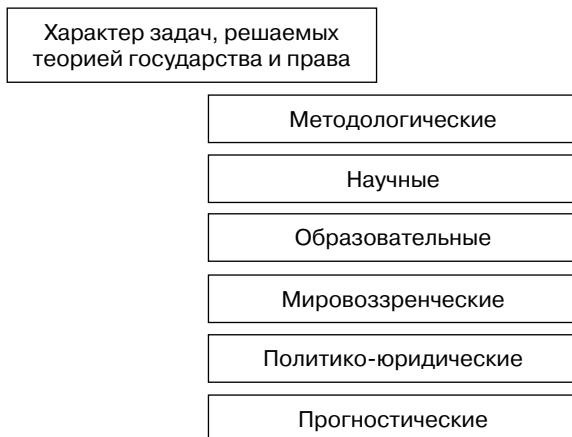 Характер задач, решаемых
теорией государства и права
Методологические
Научные
Образовательные
Мировоззренческие
Политико-юридические
Прогностические